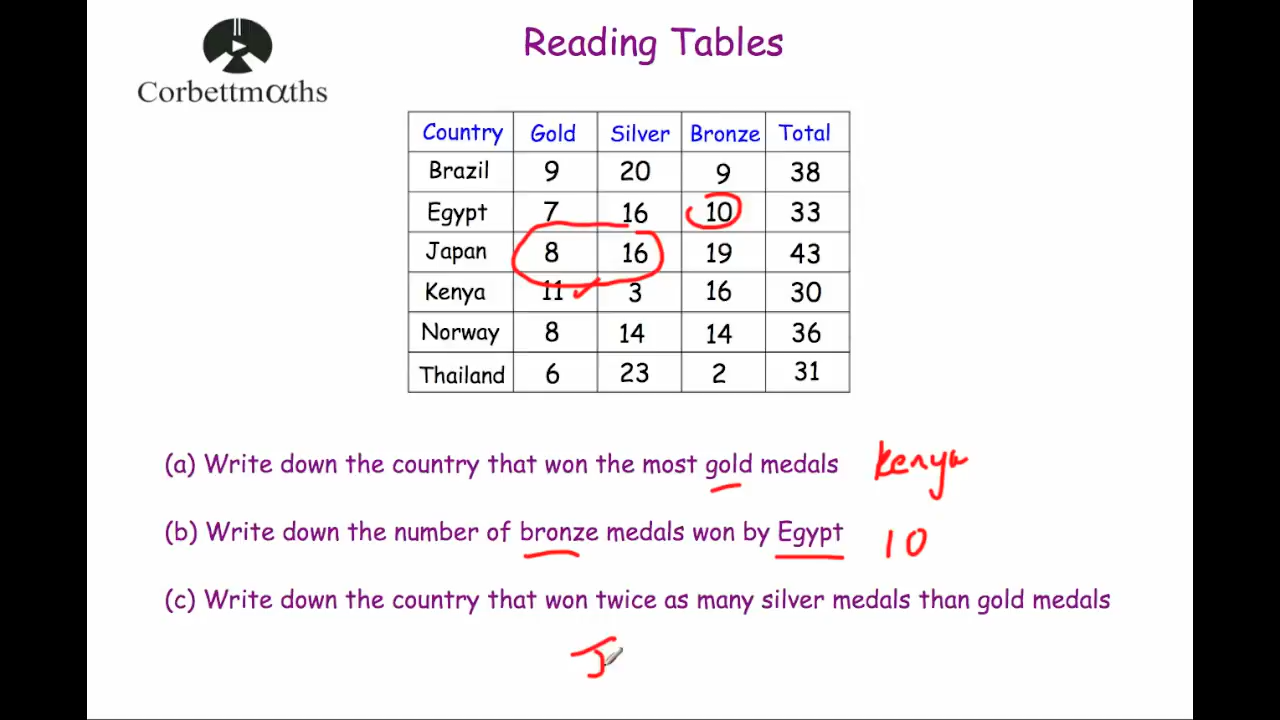 Reading Tables
Corbettmαths
Country Gold Silver Bronze Total
Brazil 9 20 9 38
Egypt 7 16 10 33
Japan 8 16 19 43
Kenya 11 3 16 30
Norway 8 14 14 36
Thailand 6 23 2 31
(a) Write down the country that won the most gold medals Kenya
(b) Write down the number of bronze medals won by Egypt 10
(c) Write down the country that won twice as many silver medals than gold medals
J